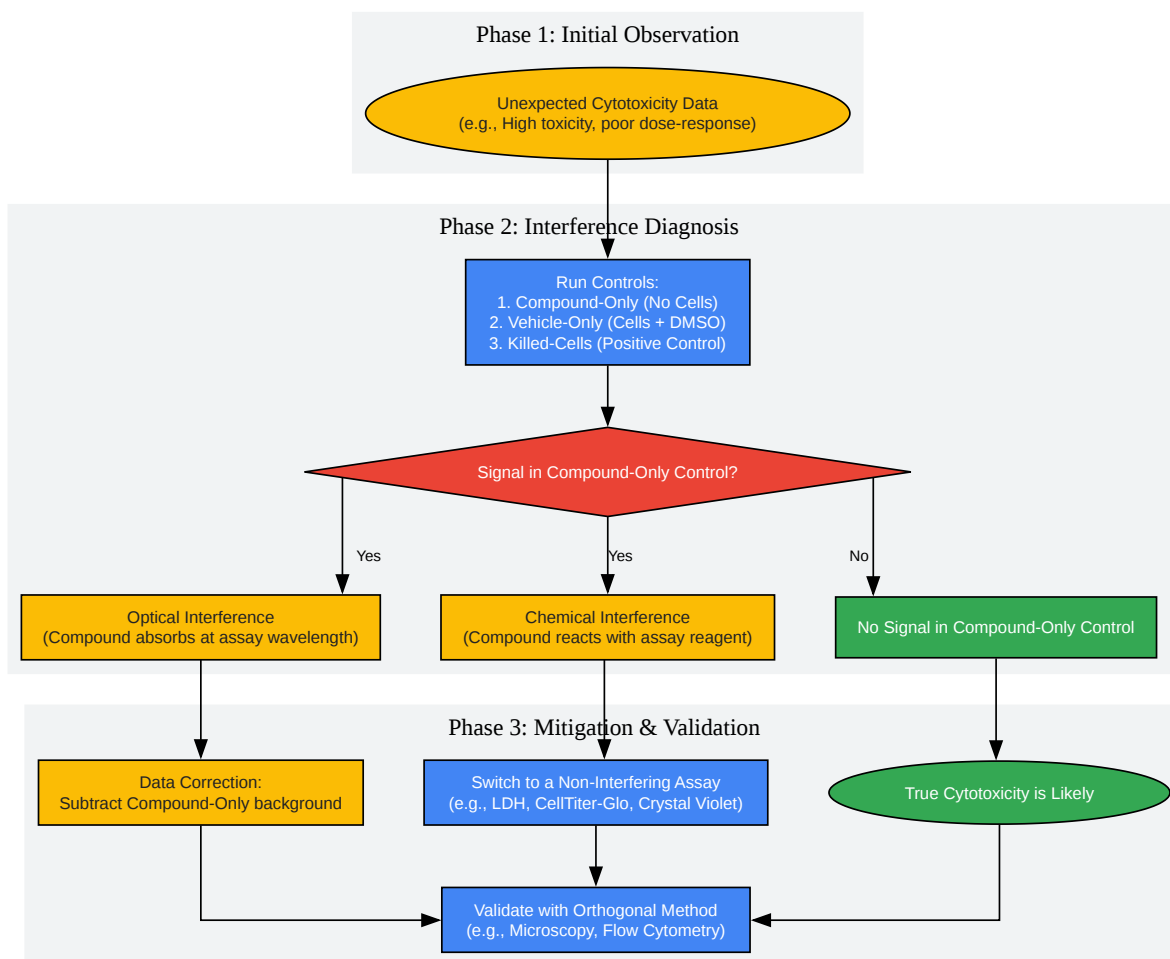 Phase 1: Initial Observation
Unexpected Cytotoxicity Data
(e.g., High toxicity, poor dose-response)
Phase 2: Interference Diagnosis
Run Controls:
1. Compound-Only (No Cells)
2. Vehicle-Only (Cells + DMSO)
3. Killed-Cells (Positive Control)
Signal in Compound-Only Control?
Yes
Yes
No
Optical Interference
(Compound absorbs at assay wavelength)
Chemical Interference
(Compound reacts with assay reagent)
No Signal in Compound-Only Control
Phase 3: Mitigation & Validation
Data Correction:
Subtract Compound-Only background
Switch to a Non-Interfering Assay
(e.g., LDH, CellTiter-Glo, Crystal Violet)
True Cytotoxicity is Likely
Validate with Orthogonal Method
(e.g., Microscopy, Flow Cytometry)